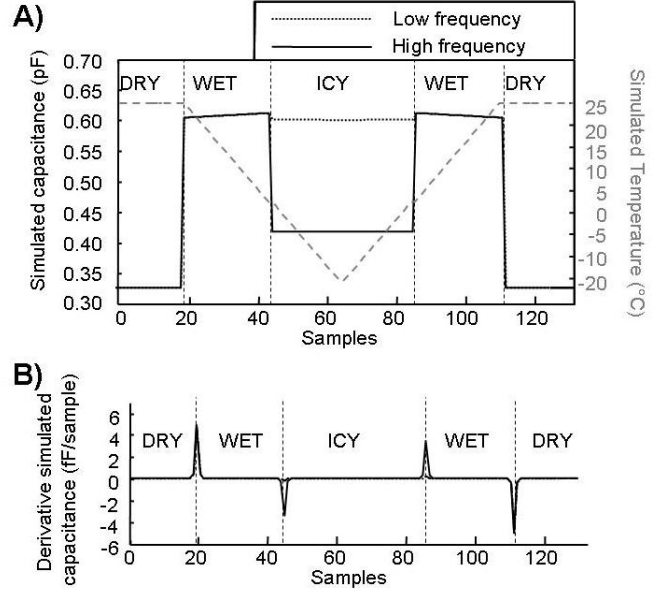 A)
Low frequency
High frequency
Simulated capacitance (pF)
0.70
0.65
0.60
0.55
0.50
0.45
0.40
0.35
0.30
DRY WET ICY WET DRY
25
20
15
10
5
0
-5
-10
-15
-20
Simulated Temperature (°C)
0 20 40 60 80 100 120
Samples
B)
Derivative simulated
capacitance (fF/sample)
6
4
2
0
-2
-4
-6
DRY WET ICY WET DRY
0 20 40 60 80 100 120
Samples